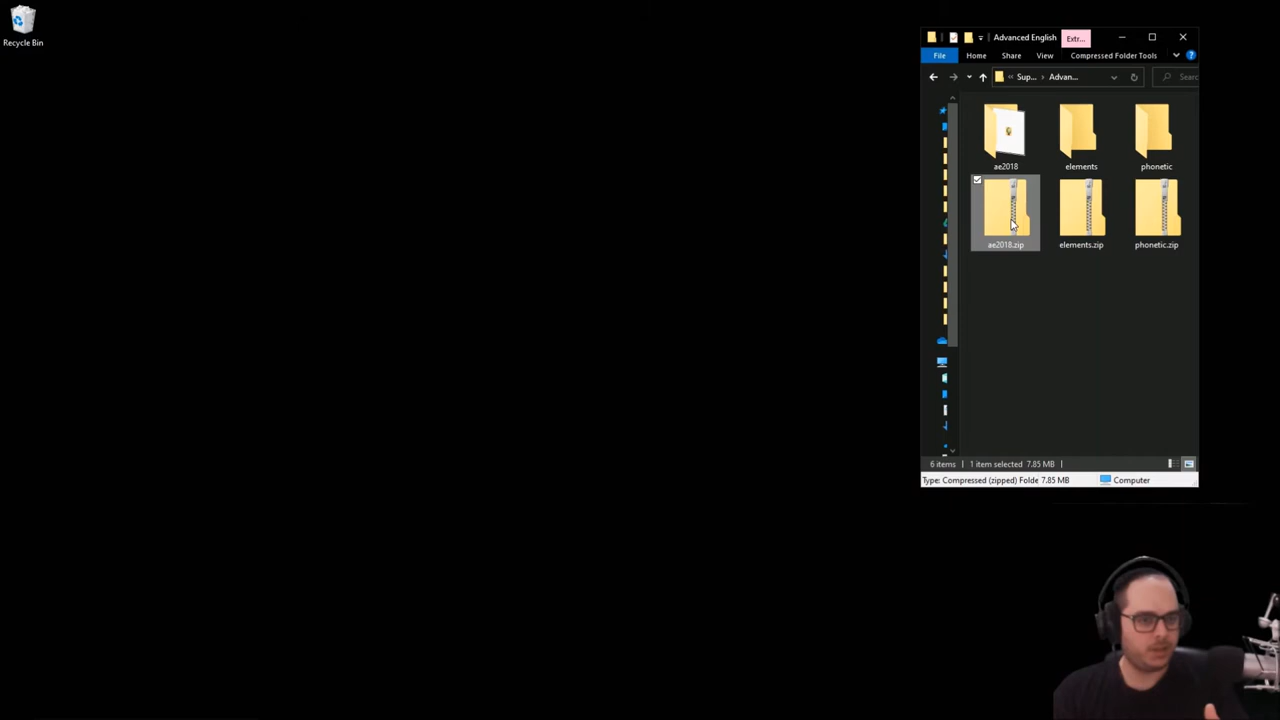 Recycle Bin
Advanced English
Extr...
File
Home
Share
View
Compressed Folder Tools
« Sup... › Advan...
Searc
ae2018
elements
phonetic
ae2018.zip
elements.zip
phonetic.zip
6 items
1 item selected 7.85 MB
Type: Compressed (zipped) Folde 7.85 MB
Computer